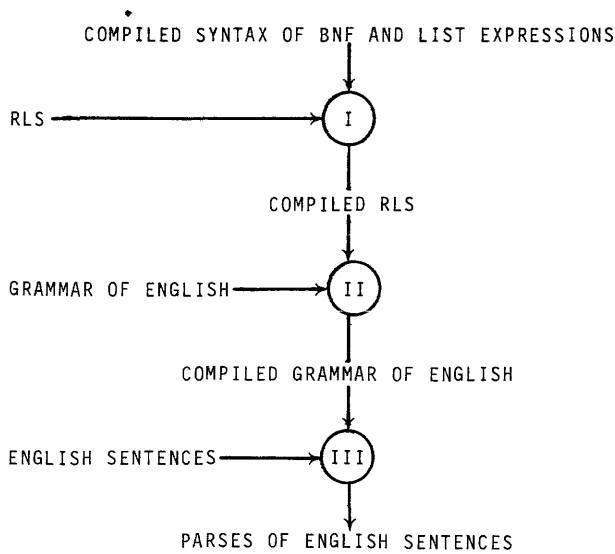 COMPILED SYNTAX OF BNF AND LIST EXPRESSIONS
RLS
I
COMPILED RLS
GRAMMAR OF ENGLISH
II
COMPILED GRAMMAR OF ENGLISH
ENGLISH SENTENCES
III
PARSES OF ENGLISH SENTENCES